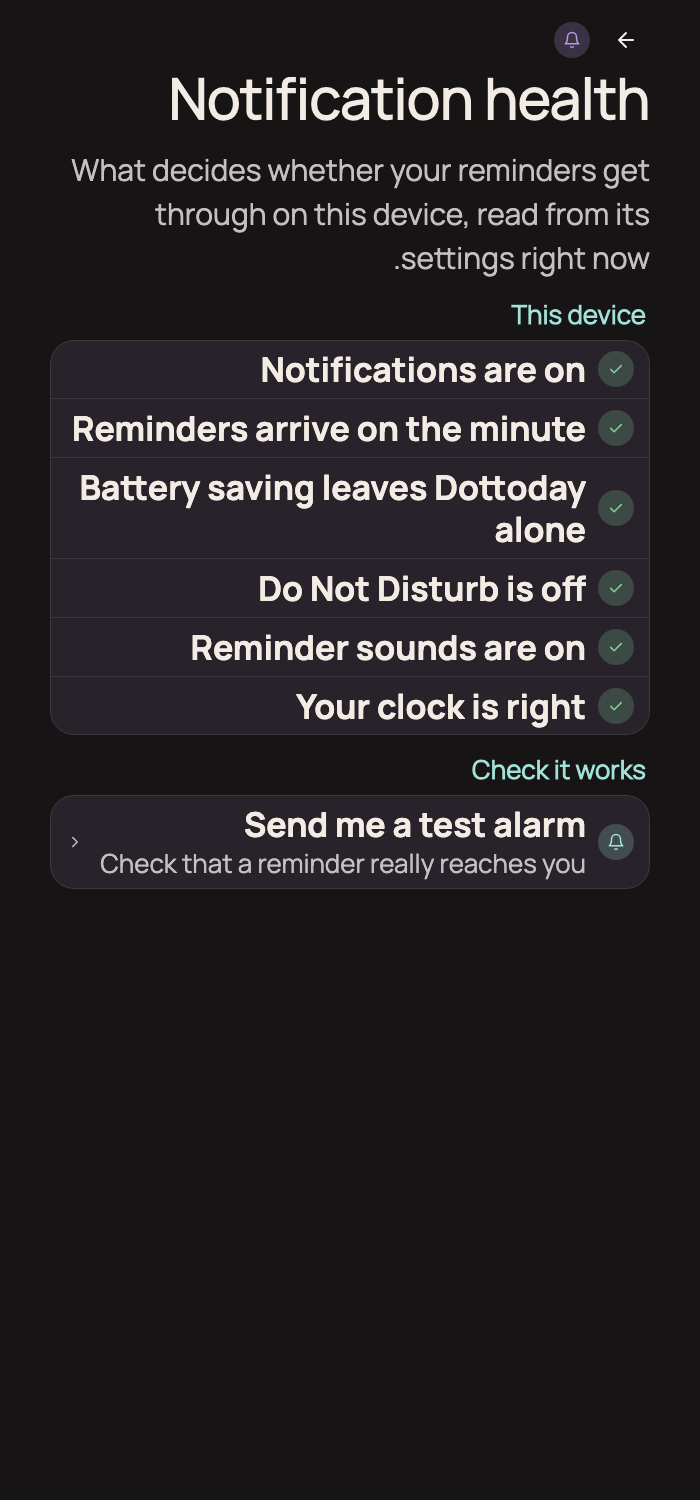 Notification health
What decides whether your reminders get
through on this device, read from its
.settings right now
This device
Notifications are on
Reminders arrive on the minute
Battery saving leaves Dottoday
alone
Do Not Disturb is off
Reminder sounds are on
Your clock is right
Check it works
Send me a test alarm
Check that a reminder really reaches you